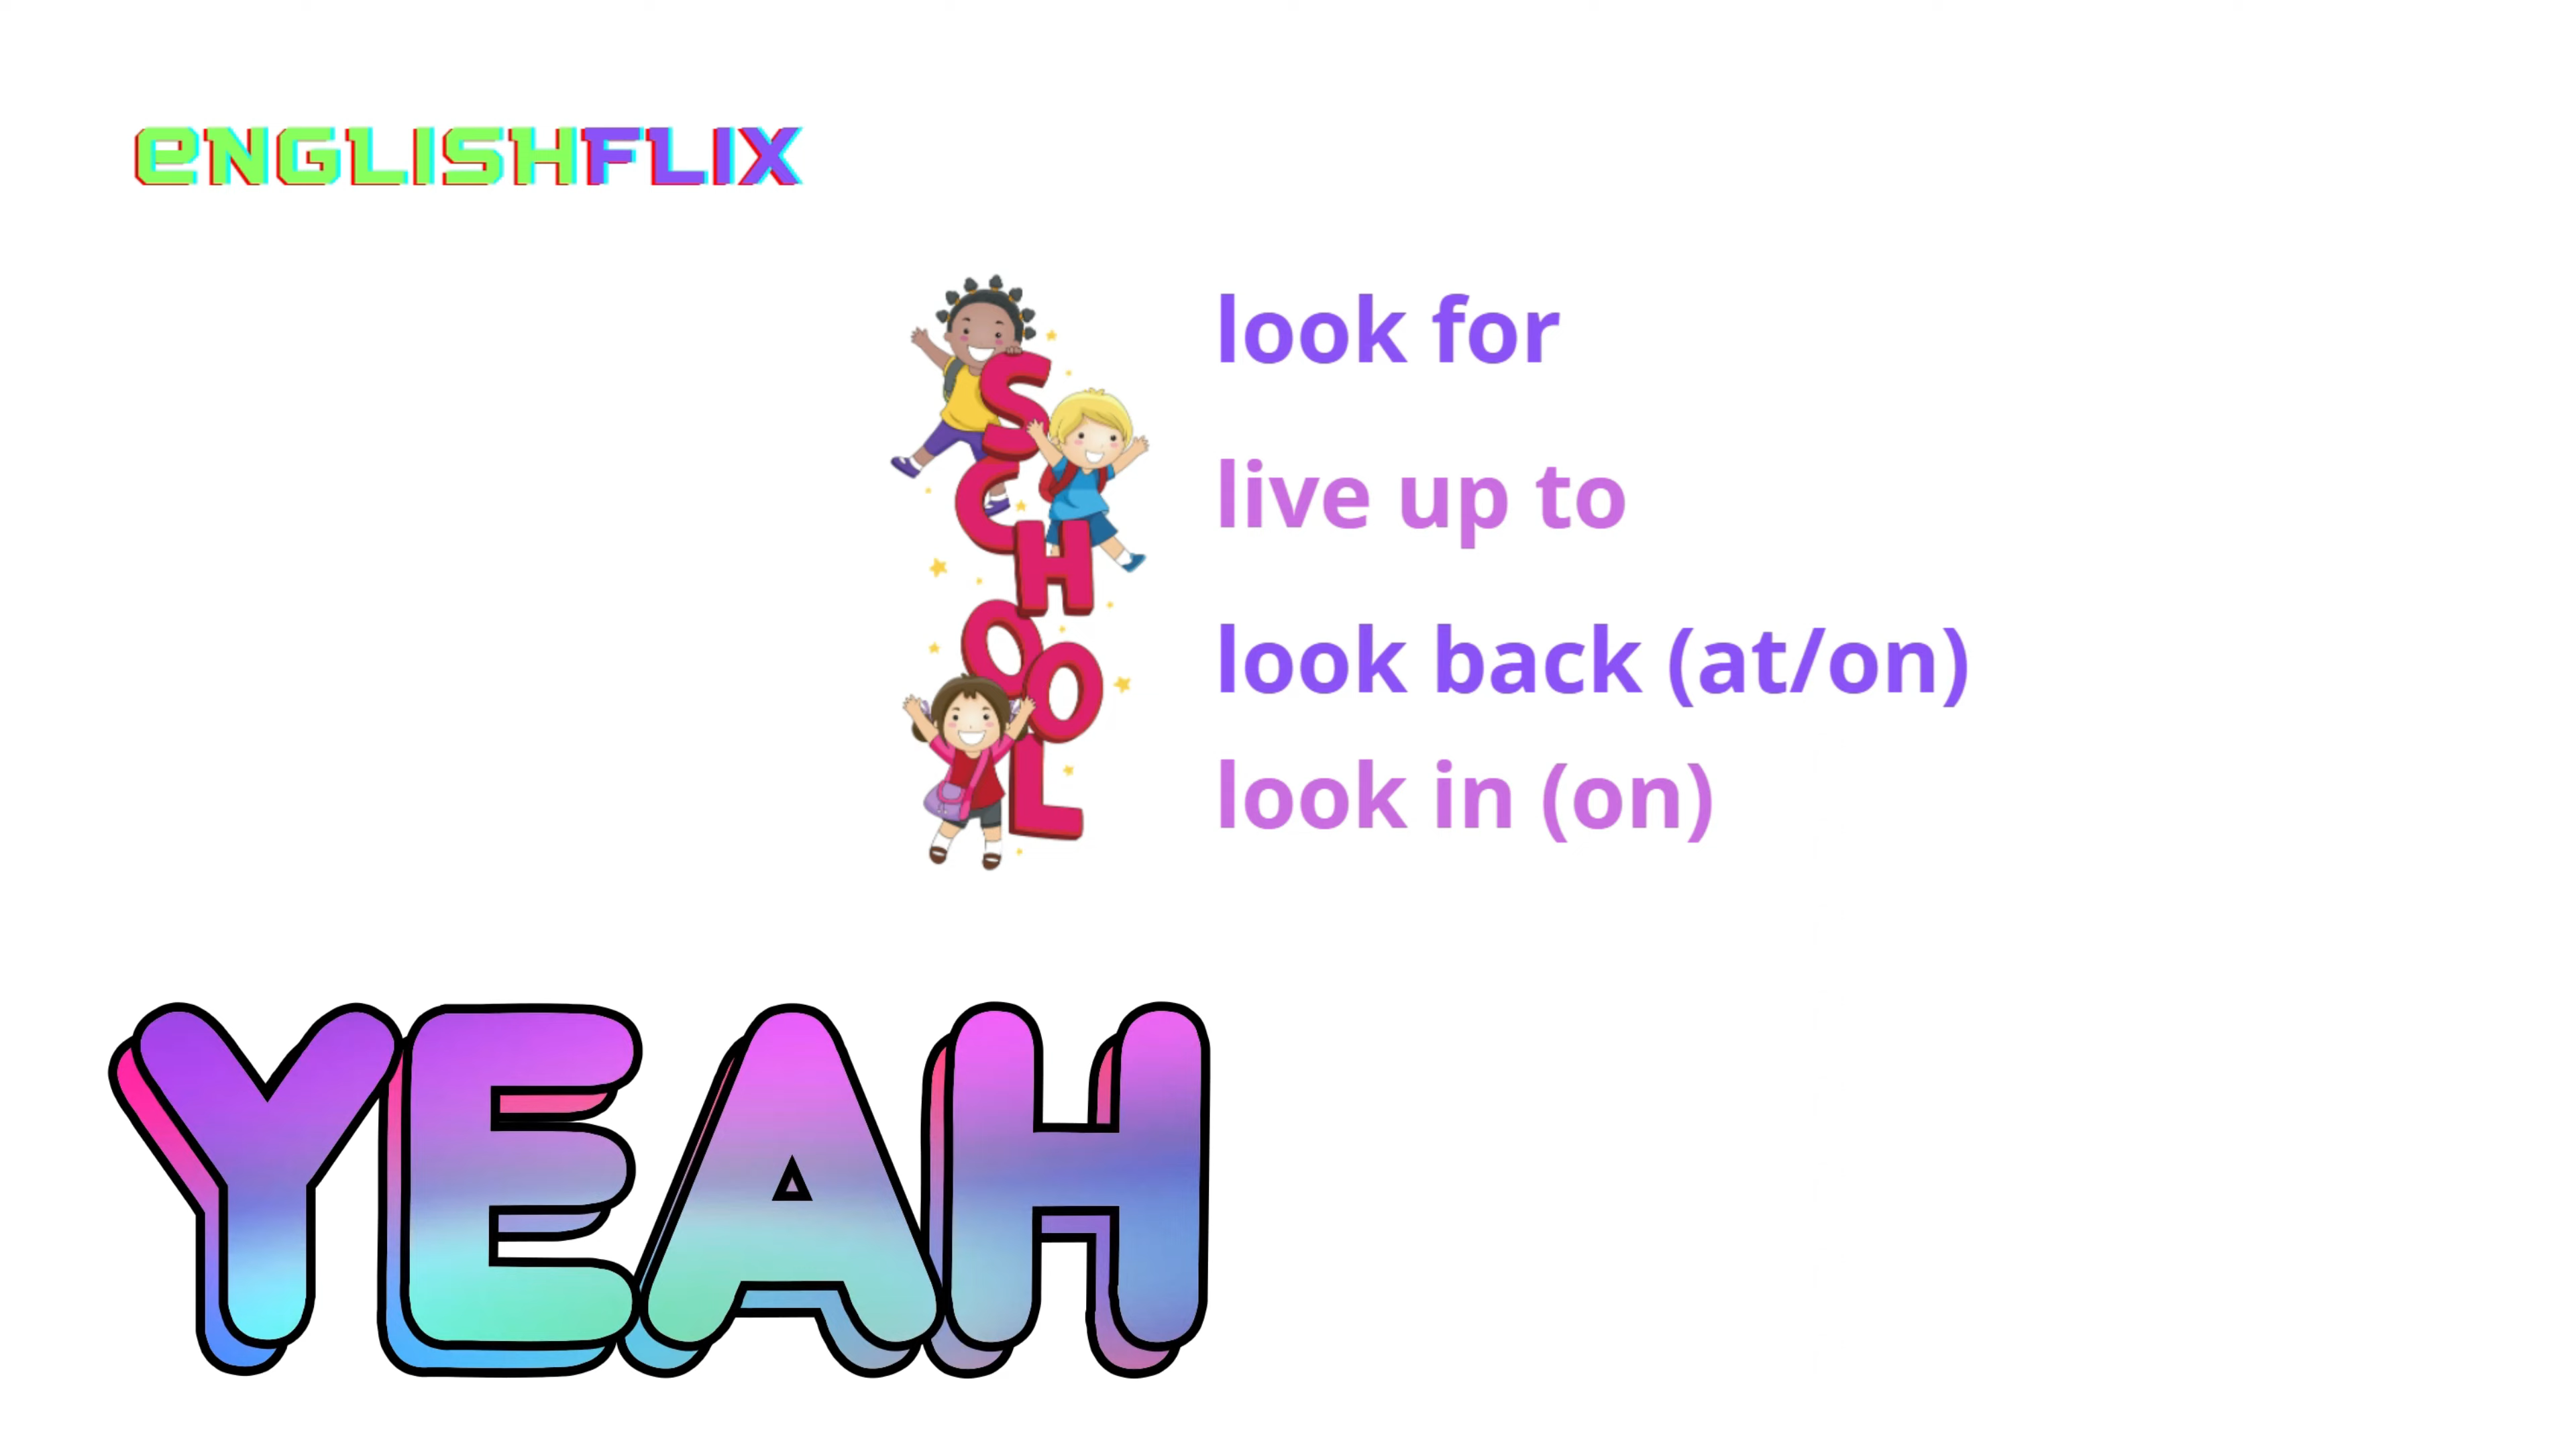 ENGLISHFLIX
SCHOOL
look for
live up to
look back (at/on)
look in (on)
YEAH